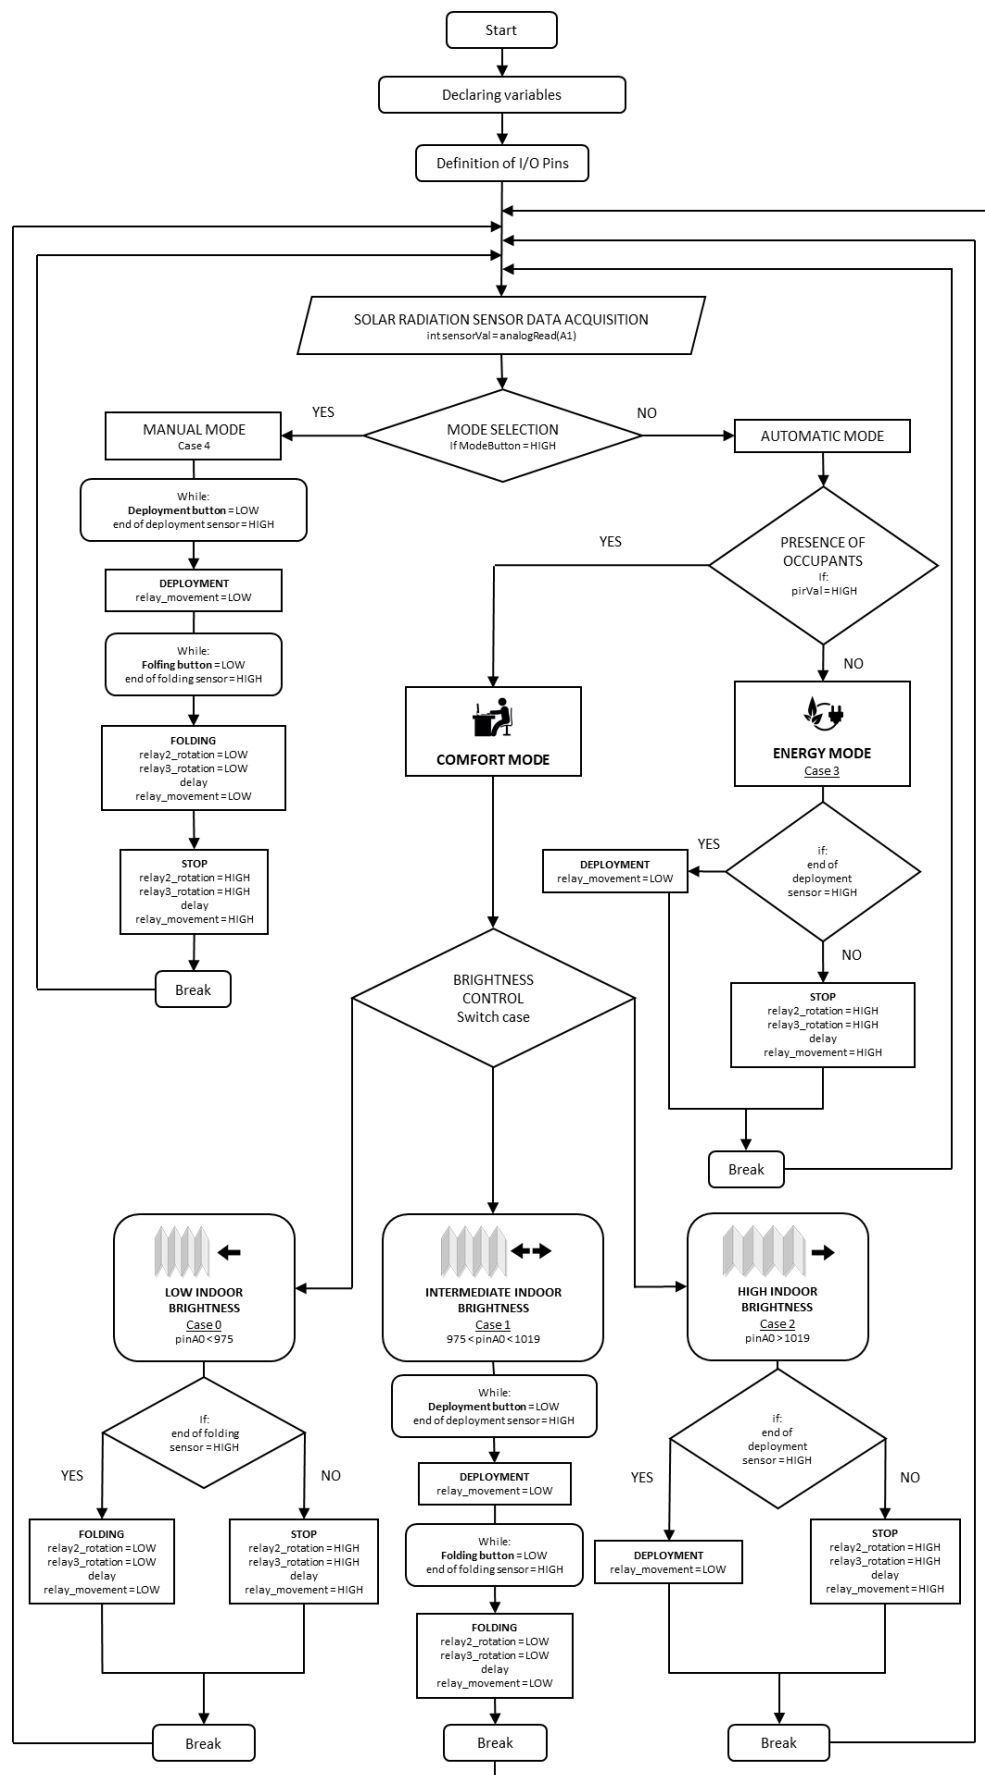 Start
Declaring variables
Definition of I/O Pins
SOLAR RADIATION SENSOR DATA ACQUISITION
int sensorVal = analogRead(A1)
YES
MODE SELECTION
If ModeButton = HIGH
NO
MANUAL MODE
Case 4
AUTOMATIC MODE
While:
Deployment button = LOW
end of deployment sensor = HIGH
DEPLOYMENT
relay_movement = LOW
While:
Folfing button = LOW
end of folding sensor = HIGH
FOLDING
relay2_rotation = LOW
relay3_rotation = LOW
delay
relay_movement = LOW
STOP
relay2_rotation = HIGH
relay3_rotation = HIGH
delay
relay_movement = HIGH
Break
YES
PRESENCE OF
OCCUPANTS
If:
pirVal = HIGH
NO
COMFORT MODE
ENERGY MODE
Case 3
YES
if:
end of
deployment
sensor = HIGH
DEPLOYMENT
relay_movement = LOW
NO
STOP
relay2_rotation = HIGH
relay3_rotation = HIGH
delay
relay_movement = HIGH
Break
BRIGHTNESS
CONTROL
Switch case
LOW INDOOR
BRIGHTNESS
Case 0
pinA0 < 975
If:
end of folding
sensor = HIGH
YES
NO
FOLDING
relay2_rotation = LOW
relay3_rotation = LOW
delay
relay_movement = LOW
STOP
relay2_rotation = HIGH
relay3_rotation = HIGH
delay
relay_movement = HIGH
Break
INTERMEDIATE INDOOR
BRIGHTNESS
Case 1
975 < pinA0 < 1019
While:
Deployment button = LOW
end of deployment sensor = HIGH
DEPLOYMENT
relay_movement = LOW
While:
Folding button = LOW
end of folding sensor = HIGH
FOLDING
relay2_rotation = LOW
relay3_rotation = LOW
delay
relay_movement = LOW
Break
HIGH INDOOR
BRIGHTNESS
Case 2
pinA0 > 1019
if:
end of
deployment
sensor = HIGH
YES
NO
DEPLOYMENT
relay_movement = LOW
STOP
relay2_rotation = HIGH
relay3_rotation = HIGH
delay
relay_movement = HIGH
Break